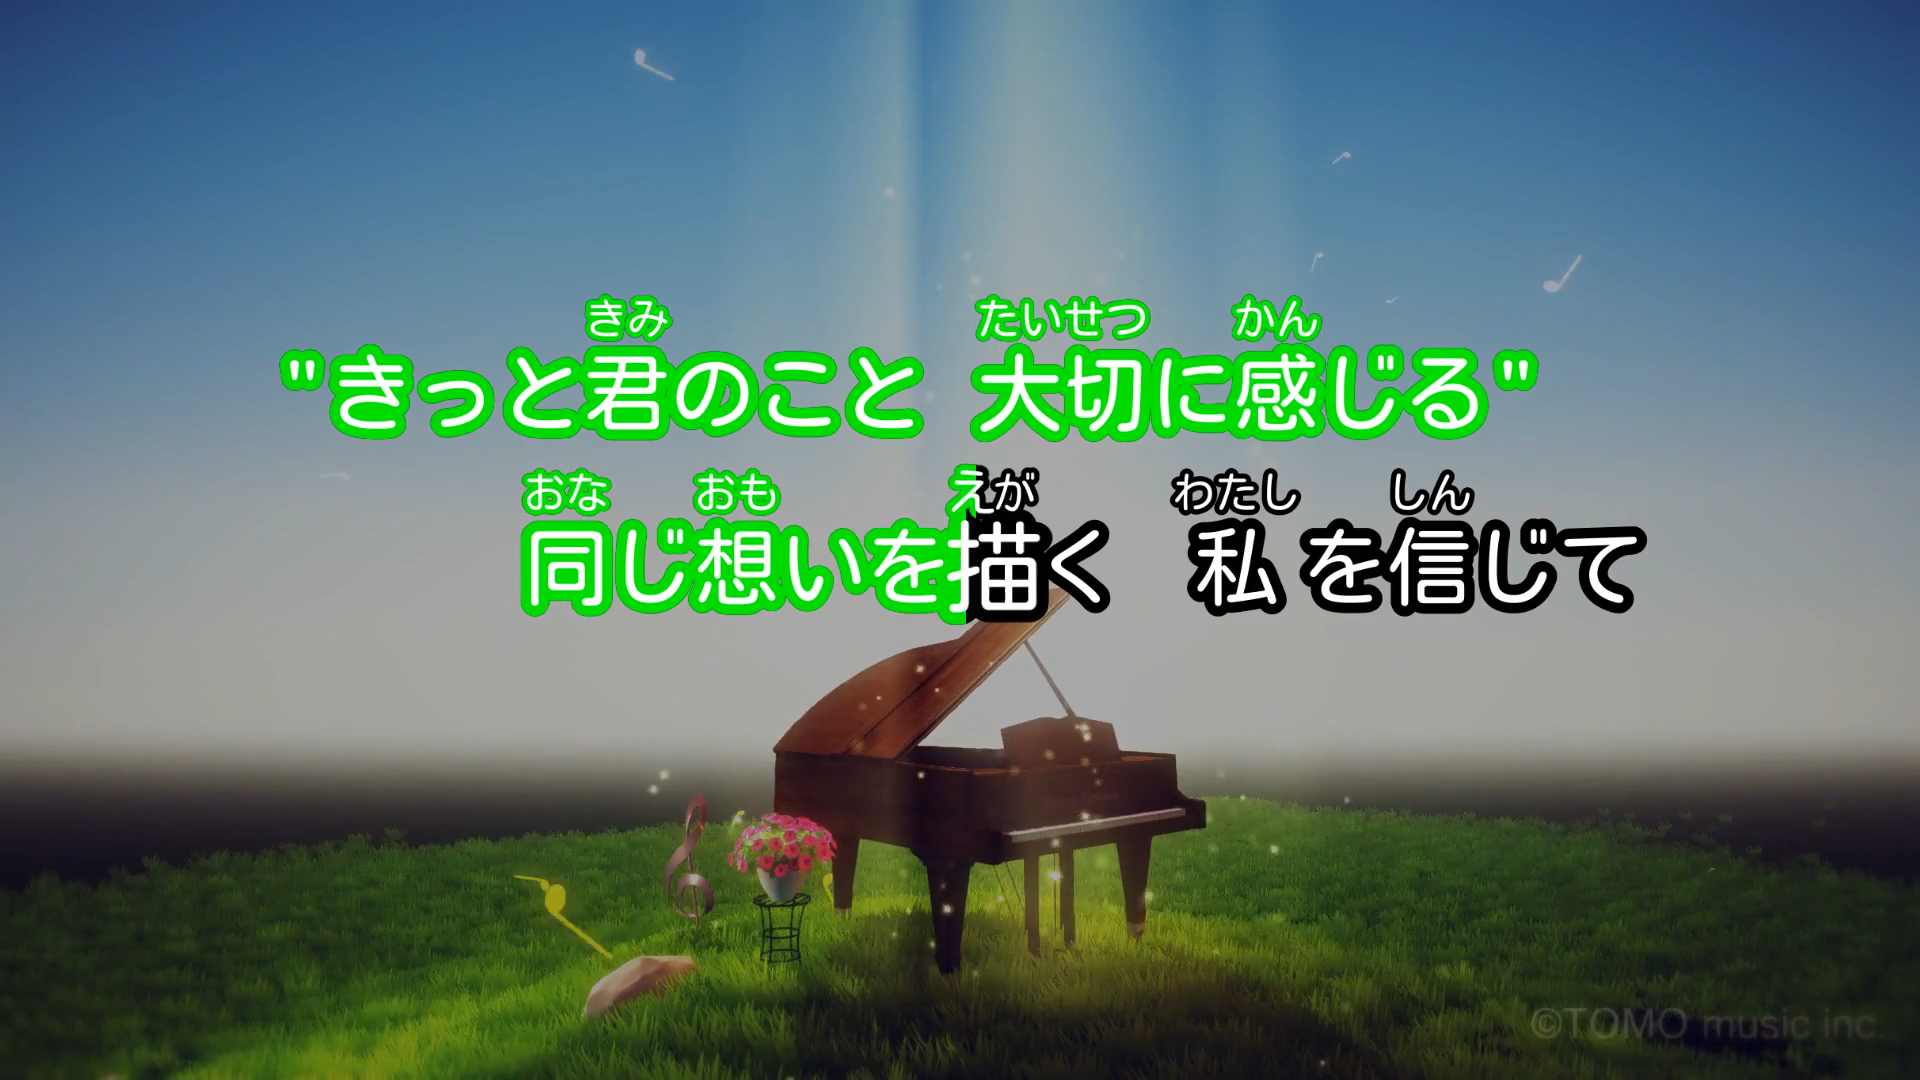 きみ たいせつ かん
"きっと君のこと 大切に感じる"
おな おも えが わたし しん
同じ想いを描く 私を信じて
©TOMO music inc.